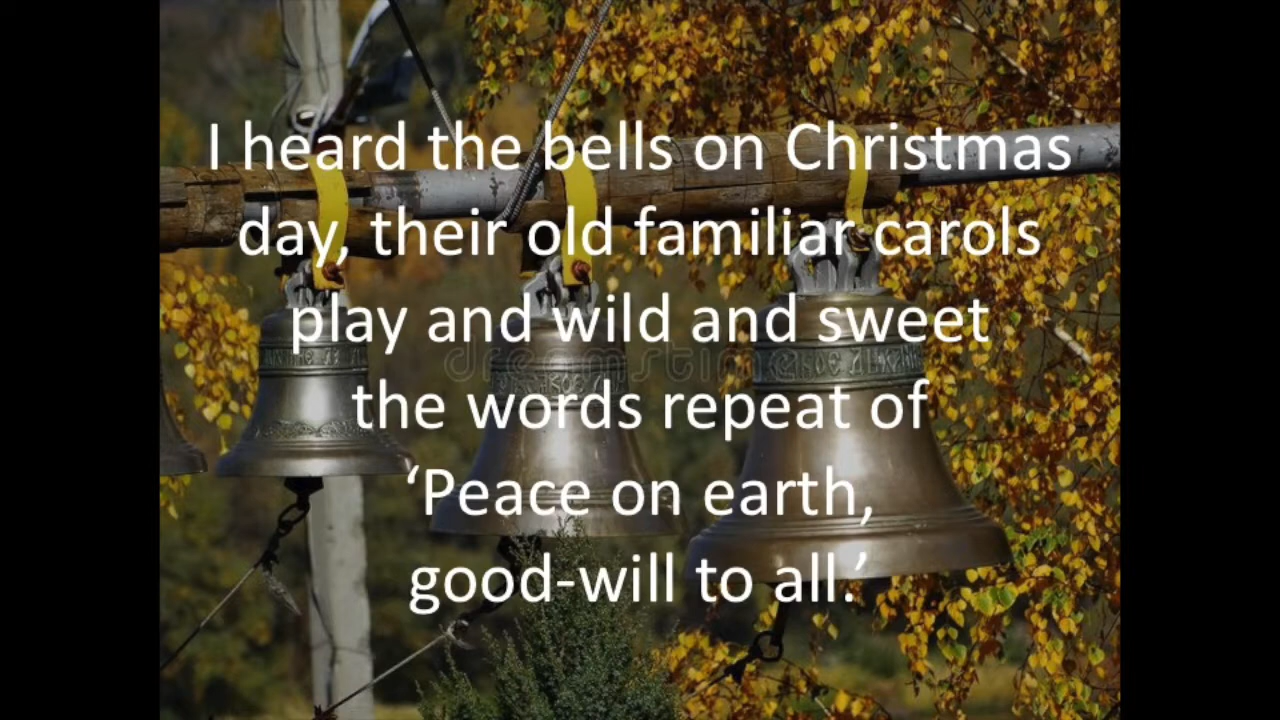 I heard the bells on Christmas
day, their old familiar carols
play and wild and sweet
dreamstime
the words repeat of
‘Peace on earth,
good-will to all.’